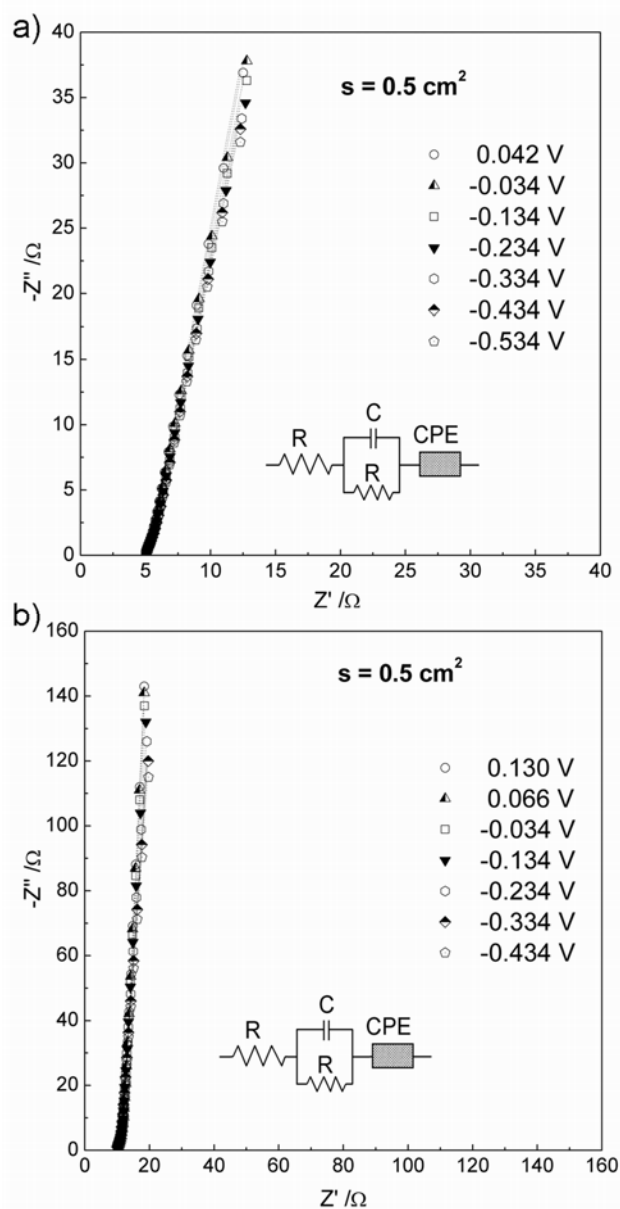 a)
40
35
30
25
20
15
10
5
0
-Z'' /Ω
s = 0.5 cm²
0.042 V
-0.034 V
-0.134 V
-0.234 V
-0.334 V
-0.434 V
-0.534 V
R
C
R
CPE
0 5 10 15 20 25 30 35 40
Z' /Ω
b)
160
140
120
100
80
60
40
20
0
-Z'' /Ω
s = 0.5 cm²
0.130 V
0.066 V
-0.034 V
-0.134 V
-0.234 V
-0.334 V
-0.434 V
R
C
R
CPE
0 20 40 60 80 100 120 140 160
Z' /Ω